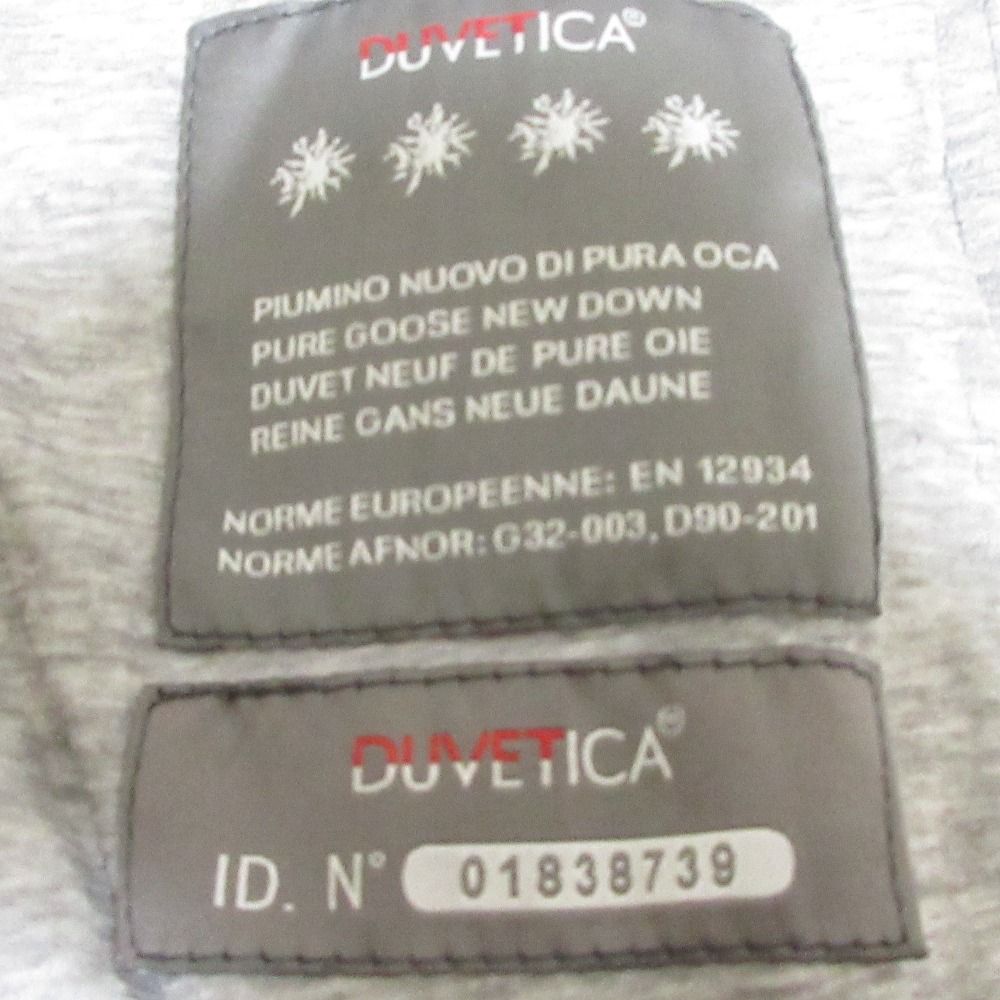 DUVETICA®
PIUMINO NUOVO DI PURA OCA
PURE GOOSE NEW DOWN
DUVET NEUF DE PURE OIE
REINE GANS NEUE DAUNE
NORME EUROPEENNE: EN 12934
NORME AFNOR: G32-003, D90-201
DUVETICA®
ID. N° 01838739